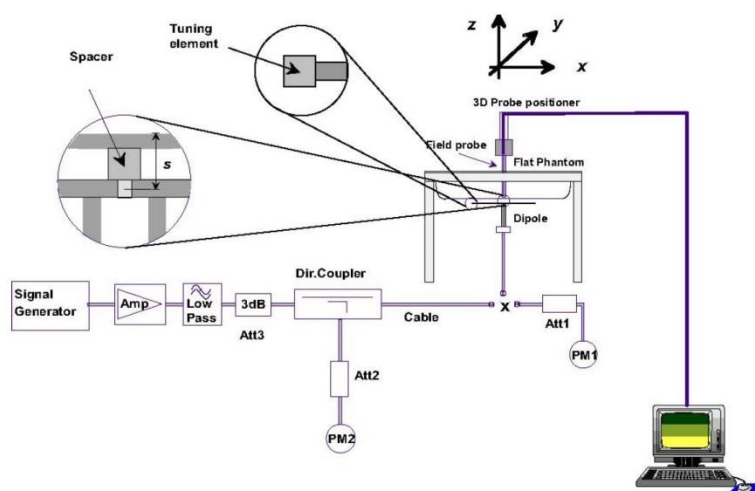 Tuning
element
Spacer
s
z
y
x
3D Probe positioner
Field probe
Flat Phantom
Dipole
Signal
Generator
Amp
Low
Pass
3dB
Att3
Dir.Coupler
Cable
x
Att1
PM1
Att2
PM2